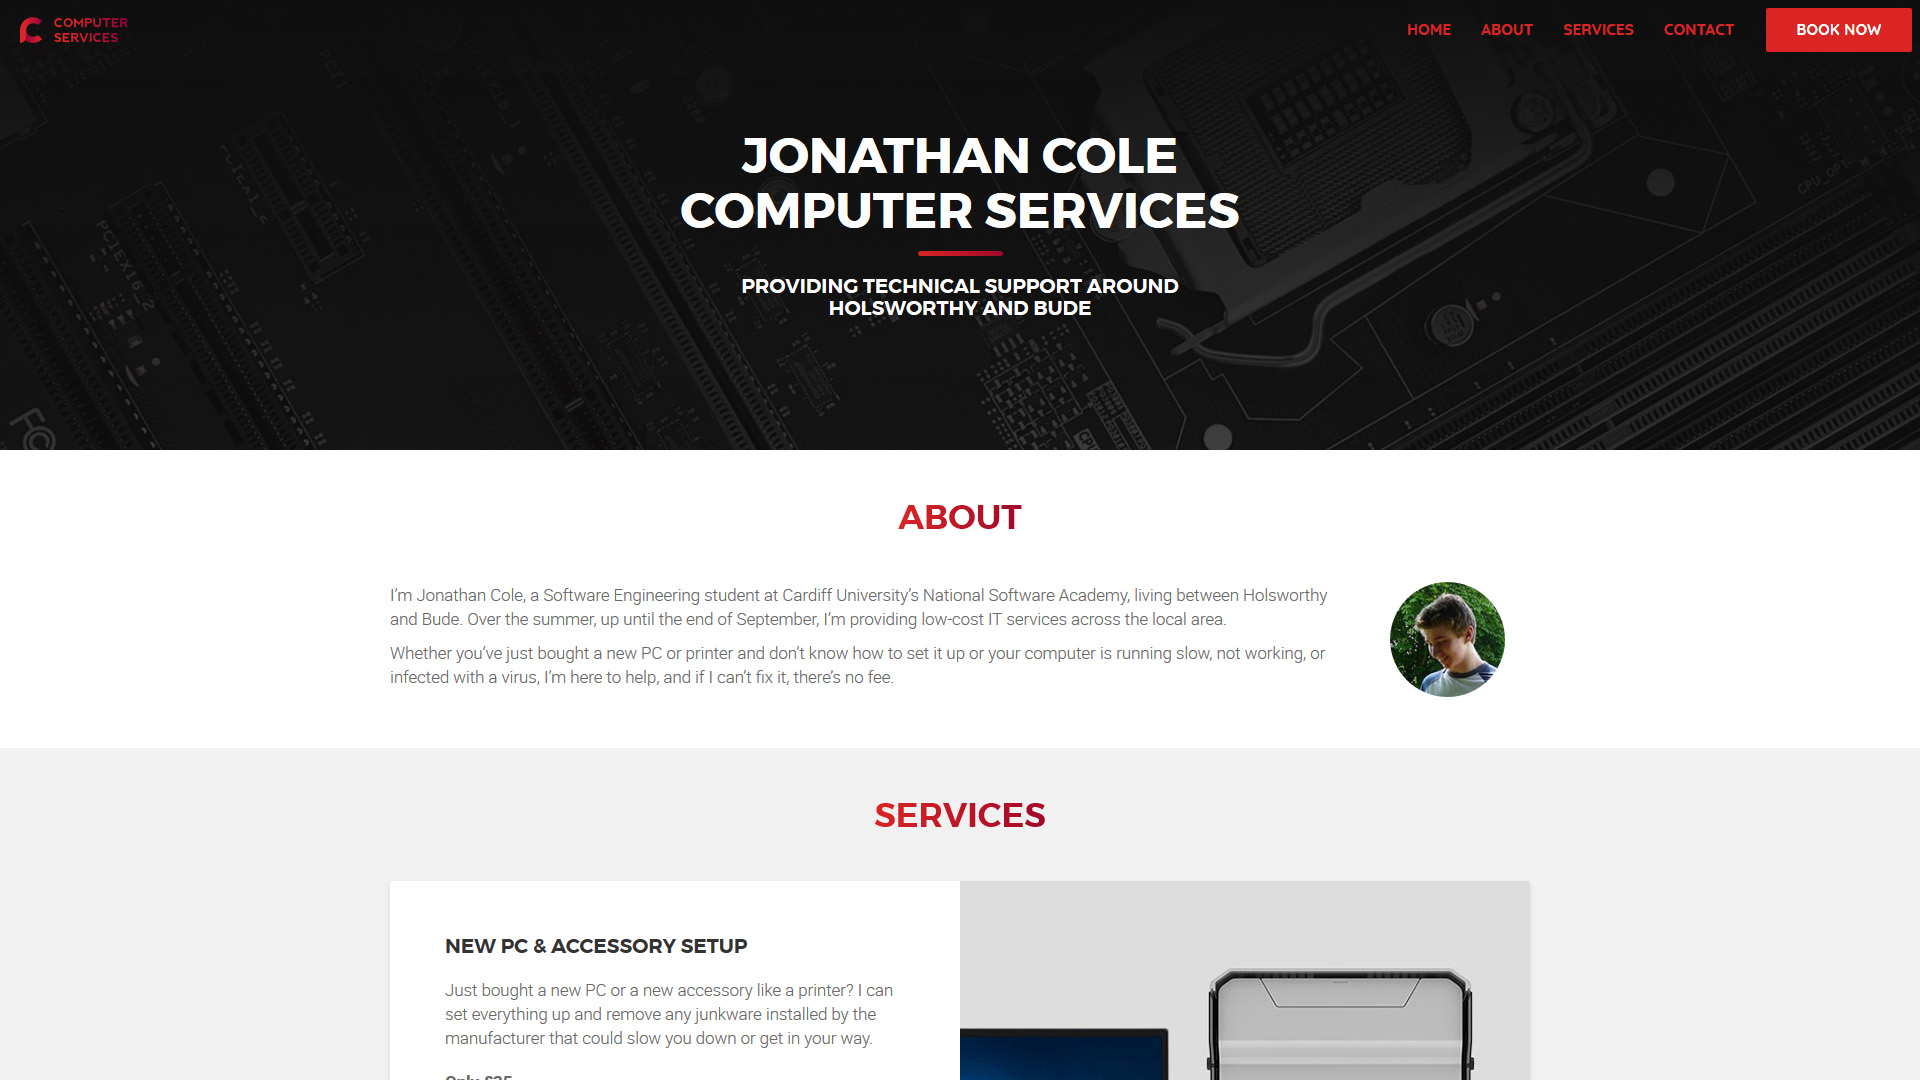 COMPUTER
SERVICES
HOME ABOUT SERVICES CONTACT BOOK NOW
PCIEX16_1
PCIEX1_2
PCIEX16_2
JONATHAN COLE
COMPUTER SERVICES
PROVIDING TECHNICAL SUPPORT AROUND
HOLSWORTHY AND BUDE
ABOUT
I’m Jonathan Cole, a Software Engineering student at Cardiff University’s National Software Academy, living between Holsworthy
and Bude. Over the summer, up until the end of September, I’m providing low-cost IT services across the local area.
Whether you’ve just bought a new PC or printer and don’t know how to set it up or your computer is running slow, not working, or
infected with a virus, I’m here to help, and if I can’t fix it, there’s no fee.
SERVICES
NEW PC & ACCESSORY SETUP
Just bought a new PC or a new accessory like a printer? I can
set everything up and remove any junkware installed by the
manufacturer that could slow you down or get in your way.
Only £25